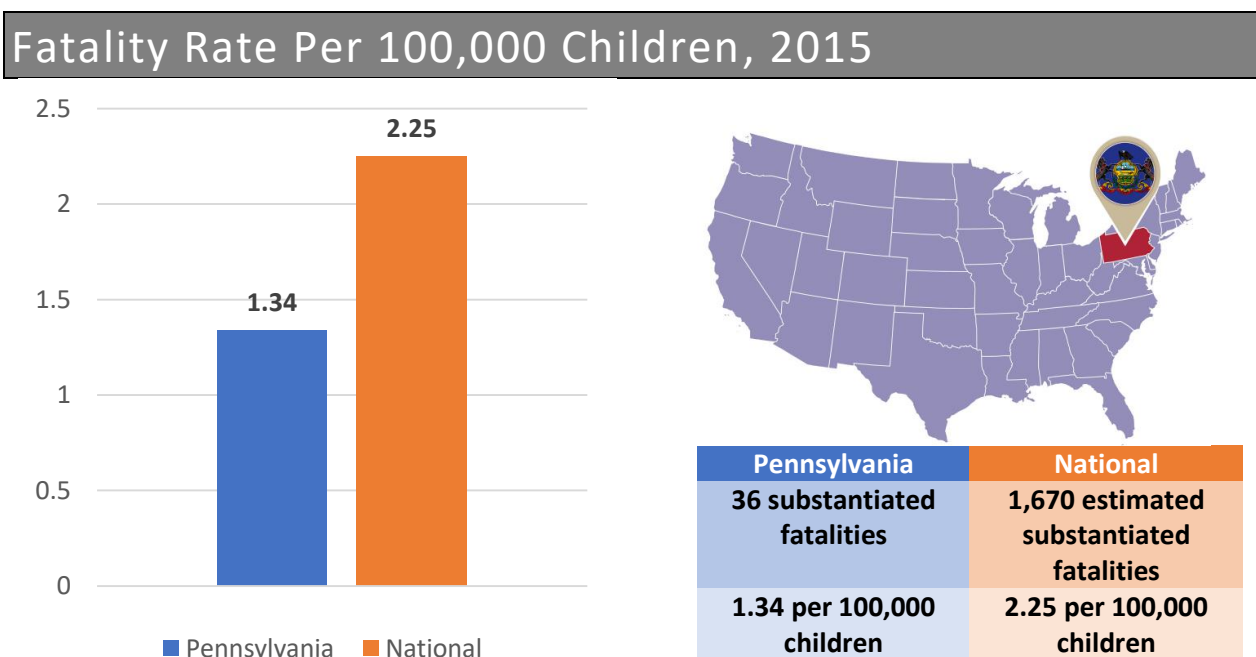 Fatality Rate Per 100,000 Children, 2015
2.5
2
1.5
1
0.5
0
1.34
2.25
Pennsylvania
National
Pennsylvania National
36 substantiated
fatalities
1,670 estimated
substantiated
fatalities
1.34 per 100,000
children
2.25 per 100,000
children